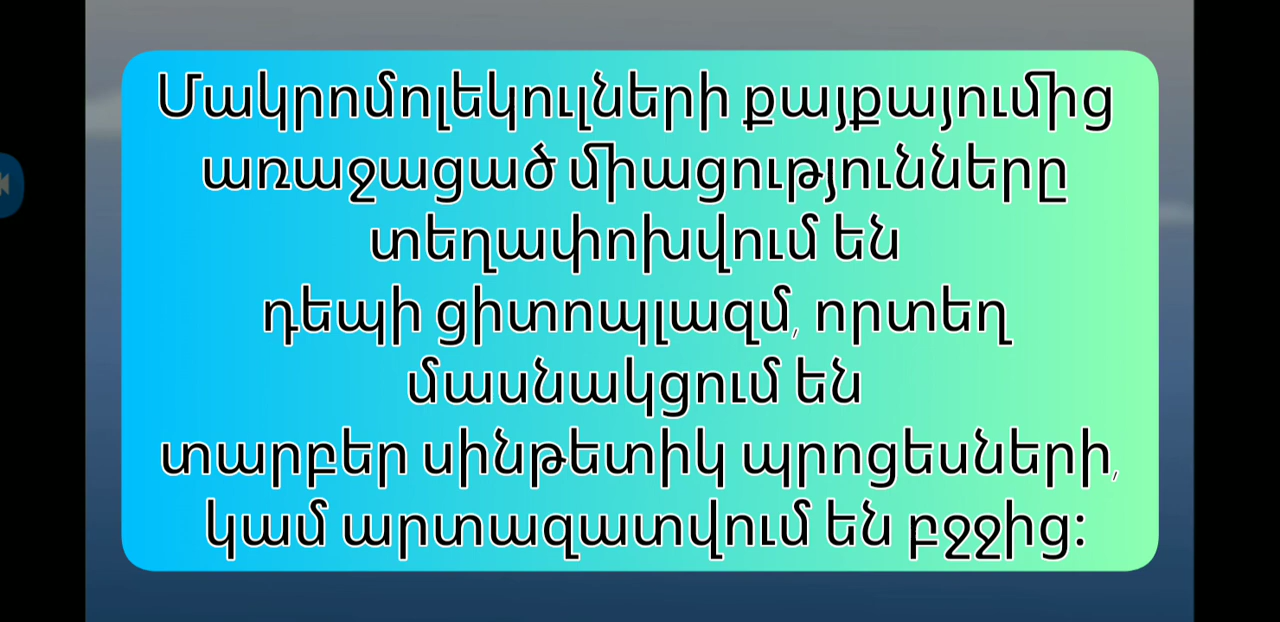 Մակրոմոլեկուլների քայքայումից
առաջացած միացությունները
տեղափոխվում են
դեպի ցիտոպլազմ, որտեղ
մասնակցում են
տարբեր սինթետիկ պրոցեսների,
կամ արտազատվում են բջջից: